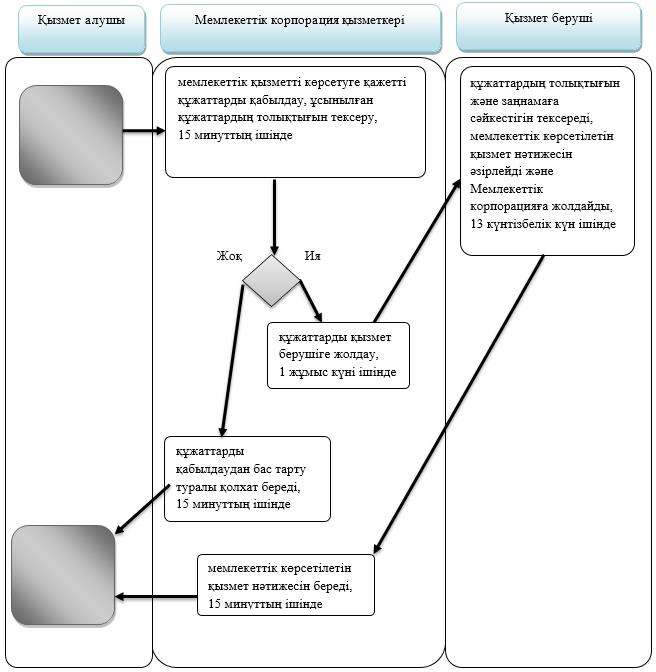 Қызмет алушы
Мемлекеттік корпорация қызметкері
Қызмет беруші
мемлекеттік қызметті көрсетуге қажетті
құжаттарды қабылдау, ұсынылған
құжаттардың толықтығын тексеру,
15 минуттың ішінде
құжаттардың толықтығын
және заңнамаға
сәйкестігін тексереді,
мемлекеттік көрсетілетін
қызмет нәтижесін
әзірлейді және
Мемлекеттік
корпорацияға жолдайды,
13 күнтізбелік күн ішінде
Жоқ
Ия
құжаттарды қызмет
берушіге жолдау,
1 жұмыс күні ішінде
құжаттарды
қабылдаудан бас тарту
туралы қолхат береді,
15 минуттың ішінде
мемлекеттік көрсетілетін
қызмет нәтижесін береді,
15 минуттың ішінде